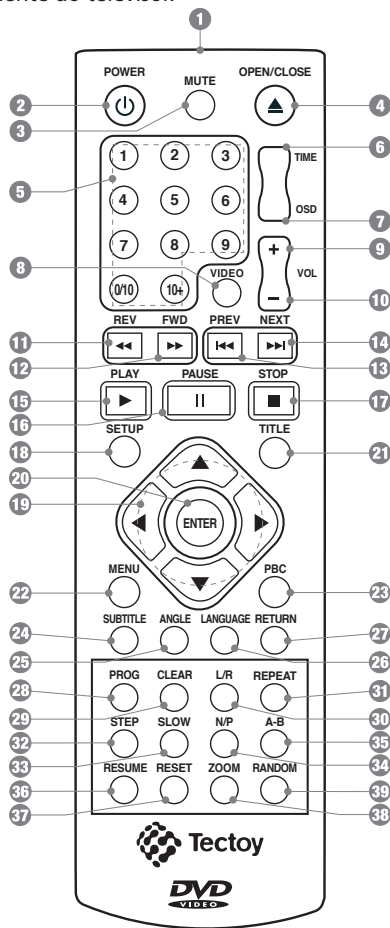 1
POWER MUTE OPEN/CLOSE
2 4
3
1 2 3 6 TIME
5
4 5 6
OSD
7
7 8 9 + 9
8 VIDEO VOL
0/10 10+ − 10
REV FWD PREV NEXT
11 14
12 13
PLAY PAUSE STOP
15 17
16
SETUP TITLE
18 21
20
19
ENTER
MENU PBC
22 23
SUBTITLE ANGLE LANGUAGE RETURN
24 27
25 26
PROG CLEAR L/R REPEAT
28 31
29 30
STEP SLOW N/P A-B
32 35
33 34
RESUME RESET ZOOM RANDOM
36 39
37 38
Tectoy
DVD
VIDEO